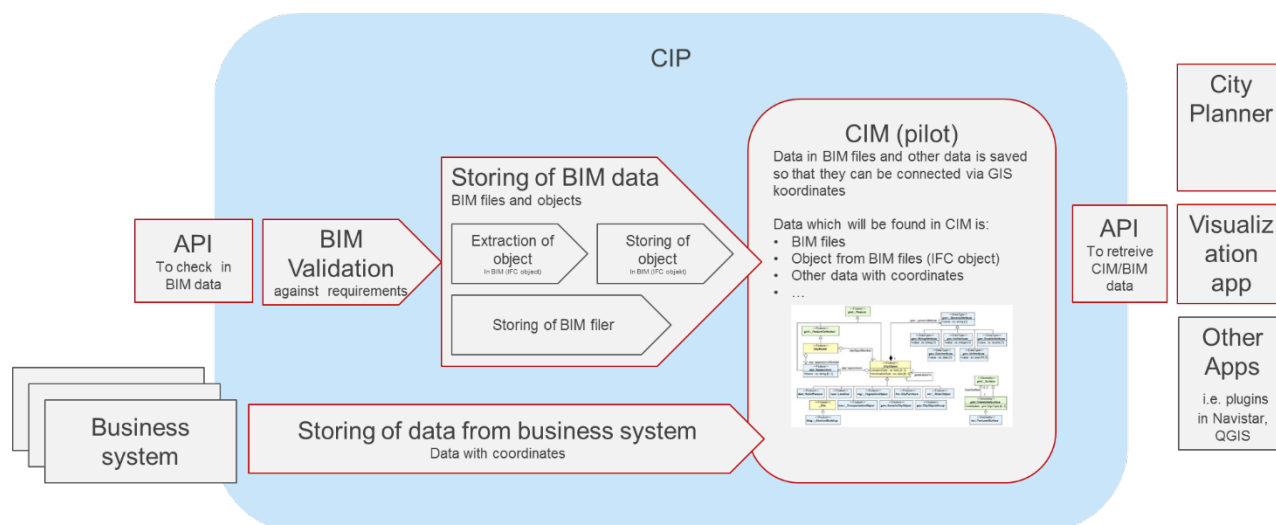 CIP
City
Planner
CIM (pilot)
Data in BIM files and other data is saved
so that they can be connected via GIS
koordinates
Data which will be found in CIM is:
• BIM files
• Object from BIM files (IFC object)
• Other data with coordinates
• …
Storing of BIM data
BIM files and objects
Extraction of
object
In BIM (IFC object)
Storing of
object
In BIM (IFC objekt)
Storing of BIM filer
API
To check in
BIM data
BIM
Validation
against requirements
API
To retreive
CIM/BIM
data
Visualiz
ation
app
Other
Apps
i.e. plugins
in Navistar,
QGIS
Business
system
Storing of data from business system
Data with coordinates